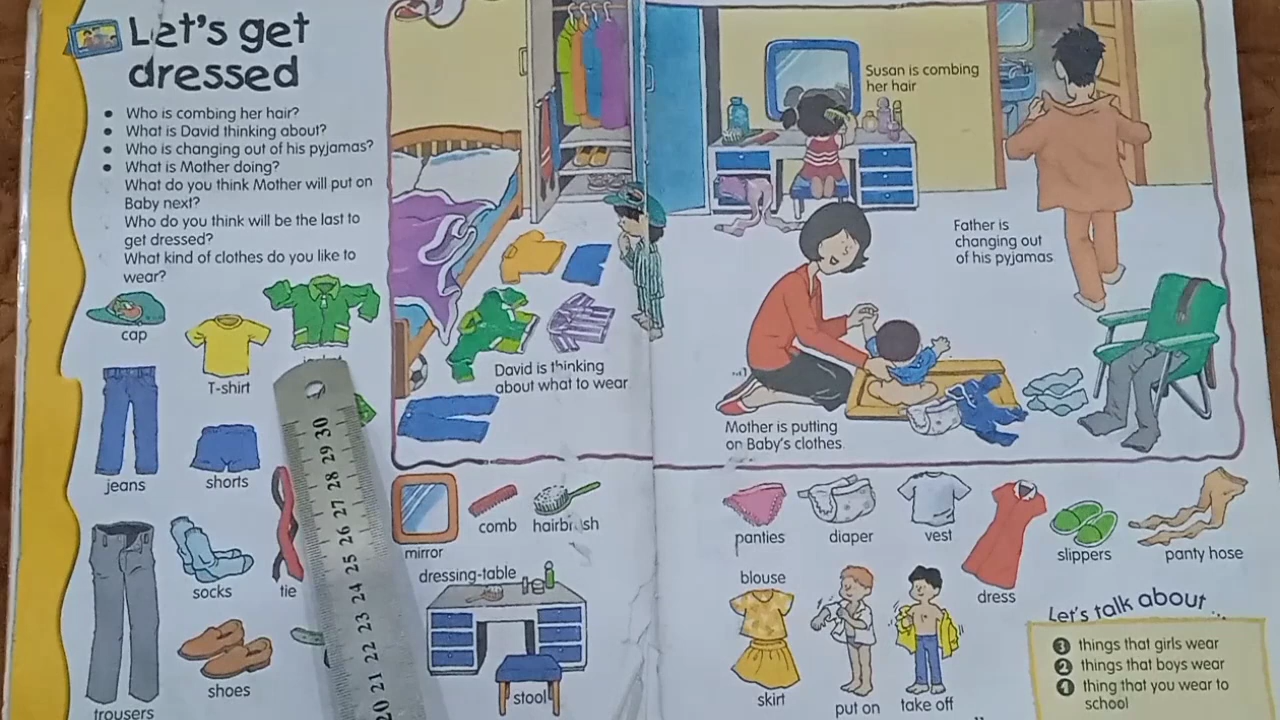 Let's get
dressed
Who is combing her hair?
What is David thinking about?
Who is changing out of his pyjamas?
What is Mother doing?
What do you think Mother will put on
Baby next?
Who do you think will be the last to
get dressed?
What kind of clothes do you like to
wear?
cap
T-shirt
jeans
shorts
socks
tie
shoes
trousers
30
29
28
27
26
25
24
23
22
21
20
David is thinking
about what to wear
Susan is combing
her hair
Father is
changing out
of his pyjamas
Mother is putting
on Baby's clothes.
mirror
comb
hairbrush
dressing-table
stool
panties
diaper
vest
dress
slippers
panty hose
blouse
skirt
put on
take off
Let's talk about ...
3 things that girls wear
2 things that boys wear
1 thing that you wear to
school